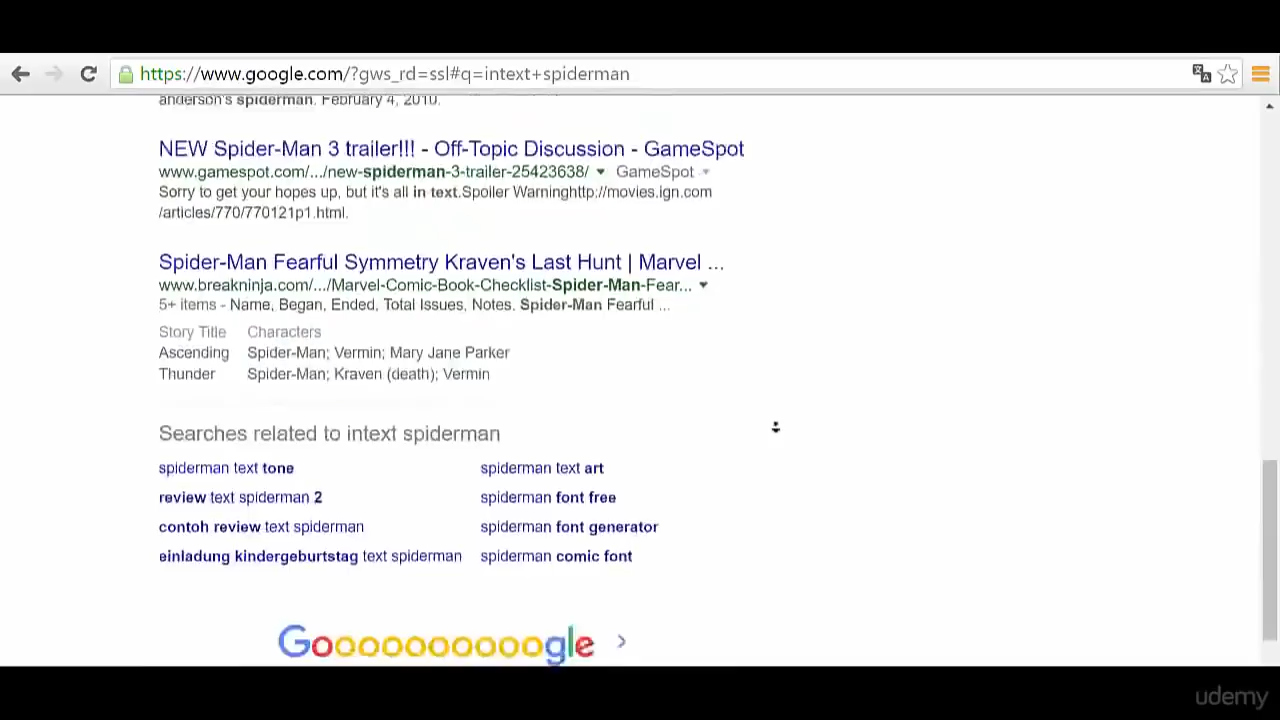 https://www.google.com/?gws_rd=ssl#q=intext+spiderman
anderson's spiderman. February 4, 2010.
NEW Spider-Man 3 trailer!!! - Off-Topic Discussion - GameSpot
www.gamespot.com/.../new-spiderman-3-trailer-25423638/ GameSpot
Sorry to get your hopes up, but it's all in text.Spoiler Warninghttp://movies.ign.com
/articles/770/770121p1.html.
Spider-Man Fearful Symmetry Kraven's Last Hunt | Marvel ...
www.breakninja.com/.../Marvel-Comic-Book-Checklist-Spider-Man-Fear...
5+ items - Name, Began, Ended, Total Issues, Notes. Spider-Man Fearful ...
Story Title Characters
Ascending Spider-Man; Vermin; Mary Jane Parker
Thunder Spider-Man; Kraven (death); Vermin
Searches related to intext spiderman
spiderman text tone spiderman text art
review text spiderman 2 spiderman font free
contoh review text spiderman spiderman font generator
einladung kindergeburtstag text spiderman spiderman comic font
Goooooooooogle
udemy